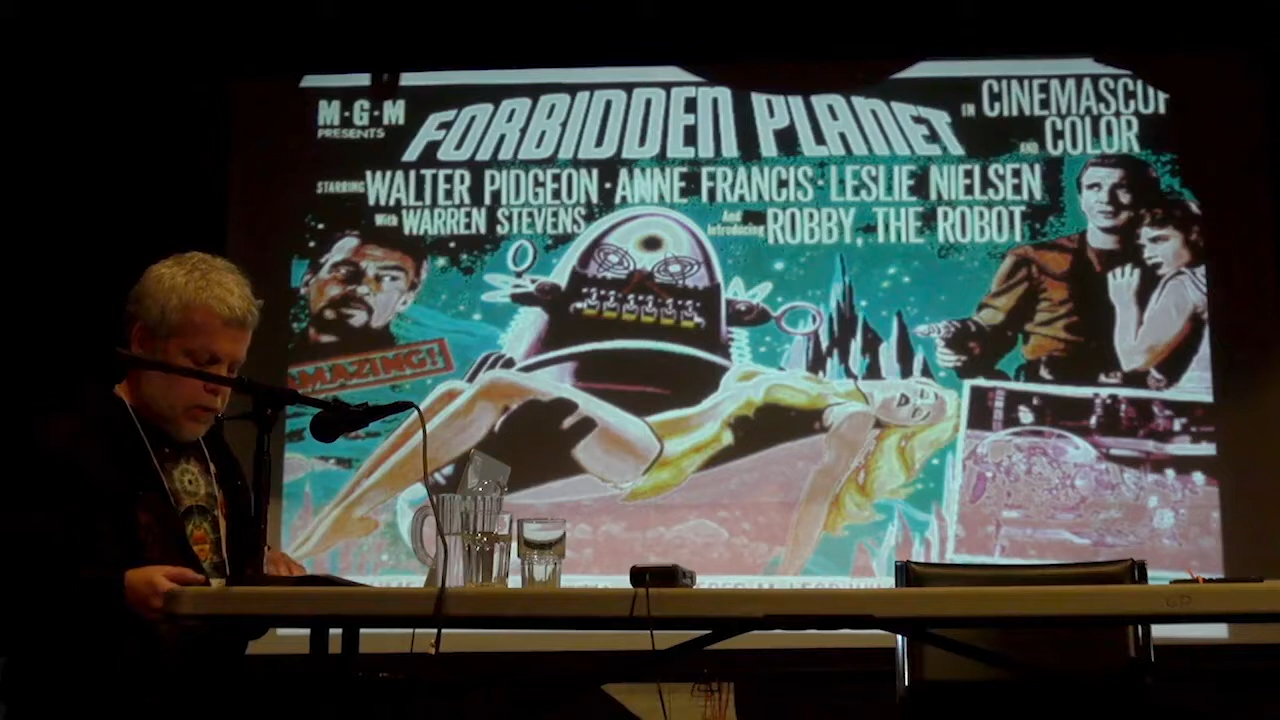 M-G-M
PRESENTS
FORBIDDEN PLANET
IN CINEMASCOP
AND COLOR
STARRING WALTER PIDGEON · ANNE FRANCIS · LESLIE NIELSEN
With WARREN STEVENS
And Introducing ROBBY, THE ROBOT
AMAZING!